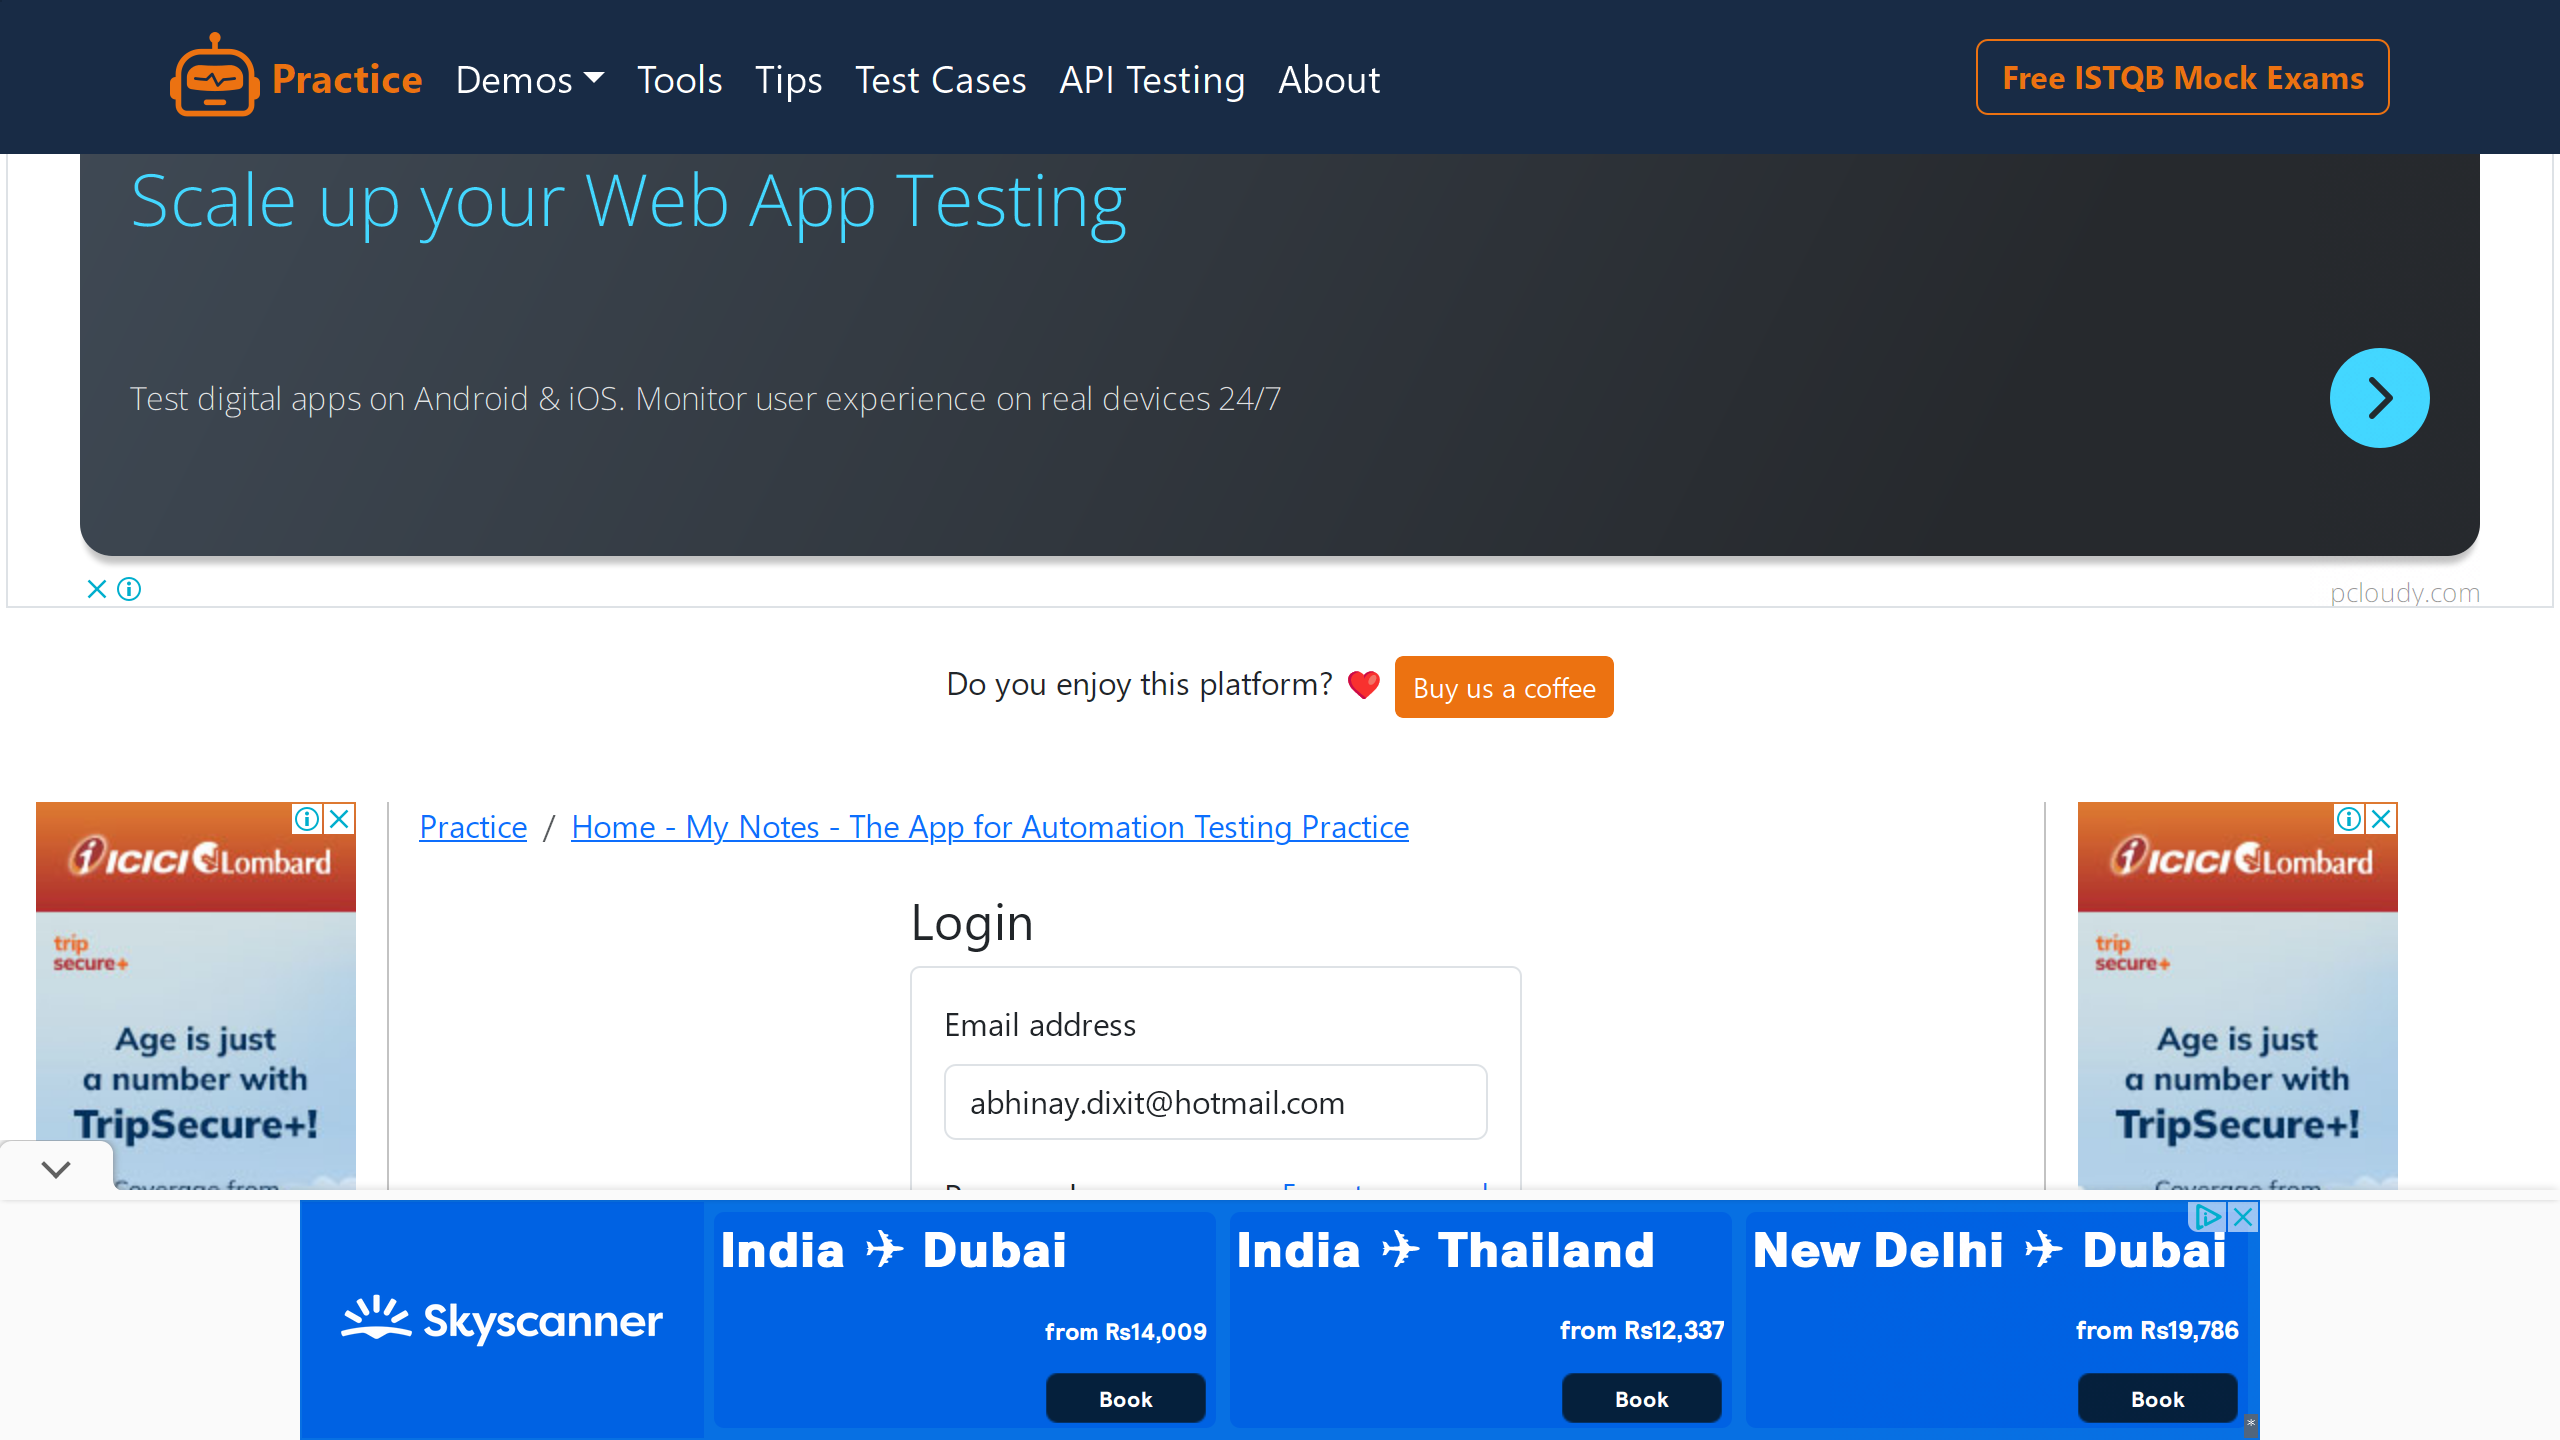 Practice Demos Tools Tips Test Cases API Testing About Free ISTQB Mock Exams
Scale up your Web App Testing
Test digital apps on Android & iOS. Monitor user experience on real devices 24/7
pcloudy.com
Do you enjoy this platform? Buy us a coffee
Practice / Home - My Notes - The App for Automation Testing Practice
ICICI Lombard
trip
secure+
Age is just
a number with
TripSecure+!
Coverage from
Login
Email address
abhinay.dixit@hotmail.com
ICICI Lombard
trip
secure+
Age is just
a number with
TripSecure+!
Coverage from
Skyscanner
India ✈ Dubai
from Rs14,009
Book
India ✈ Thailand
from Rs12,337
Book
New Delhi ✈ Dubai
from Rs19,786
Book